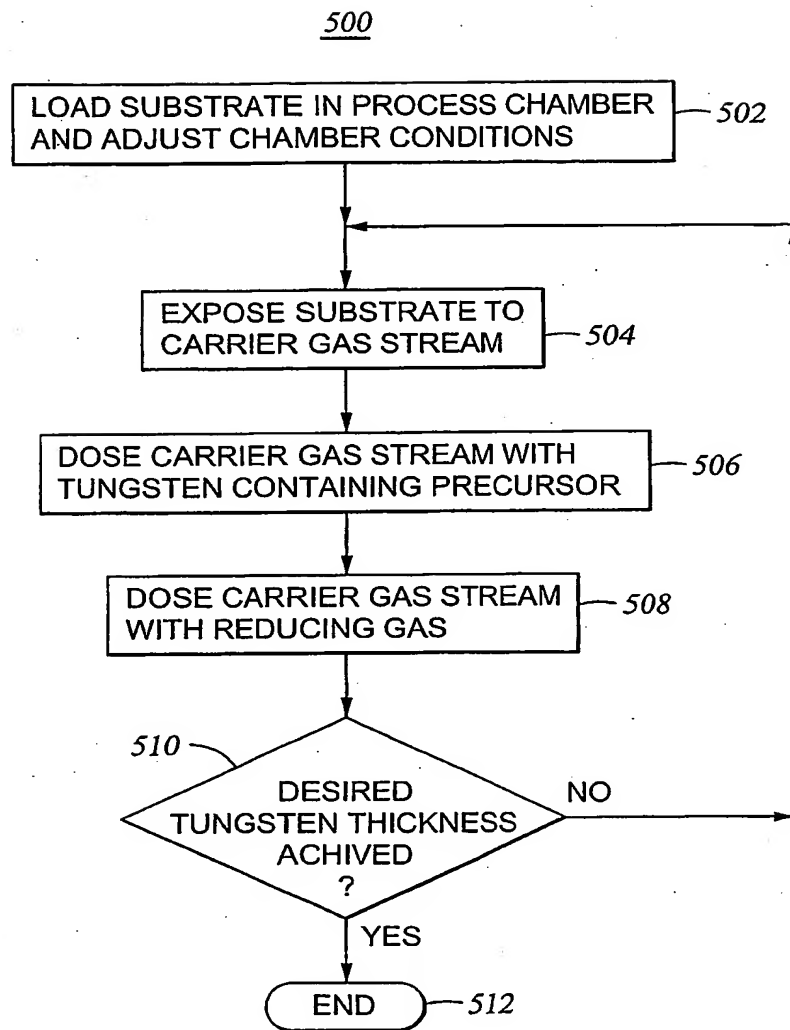 500
LOAD SUBSTRATE IN PROCESS CHAMBER
AND ADJUST CHAMBER CONDITIONS
502
EXPOSE SUBSTRATE TO
CARRIER GAS STREAM
504
DOSE CARRIER GAS STREAM WITH
TUNGSTEN CONTAINING PRECURSOR
506
DOSE CARRIER GAS STREAM
WITH REDUCING GAS
508
510
DESIRED
TUNGSTEN THICKNESS
ACHIVED
?
NO
YES
END
512